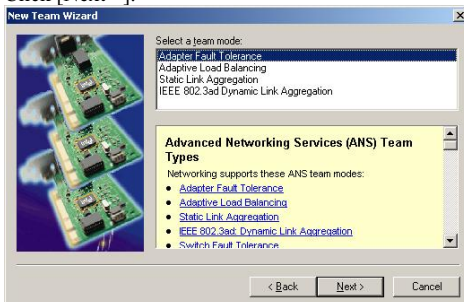 New Team Wizard
Select a team mode:
Adapter Fault Tolerance
Adaptive Load Balancing
Static Link Aggregation
IEEE 802.3ad Dynamic Link Aggregation
Advanced Networking Services (ANS) Team
Types
Networking supports these ANS team modes:
• Adapter Fault Tolerance
• Adaptive Load Balancing
• Static Link Aggregation
• IEEE 802.3ad: Dynamic Link Aggregation
• Switch Fault Tolerance
< Back
Next >
Cancel